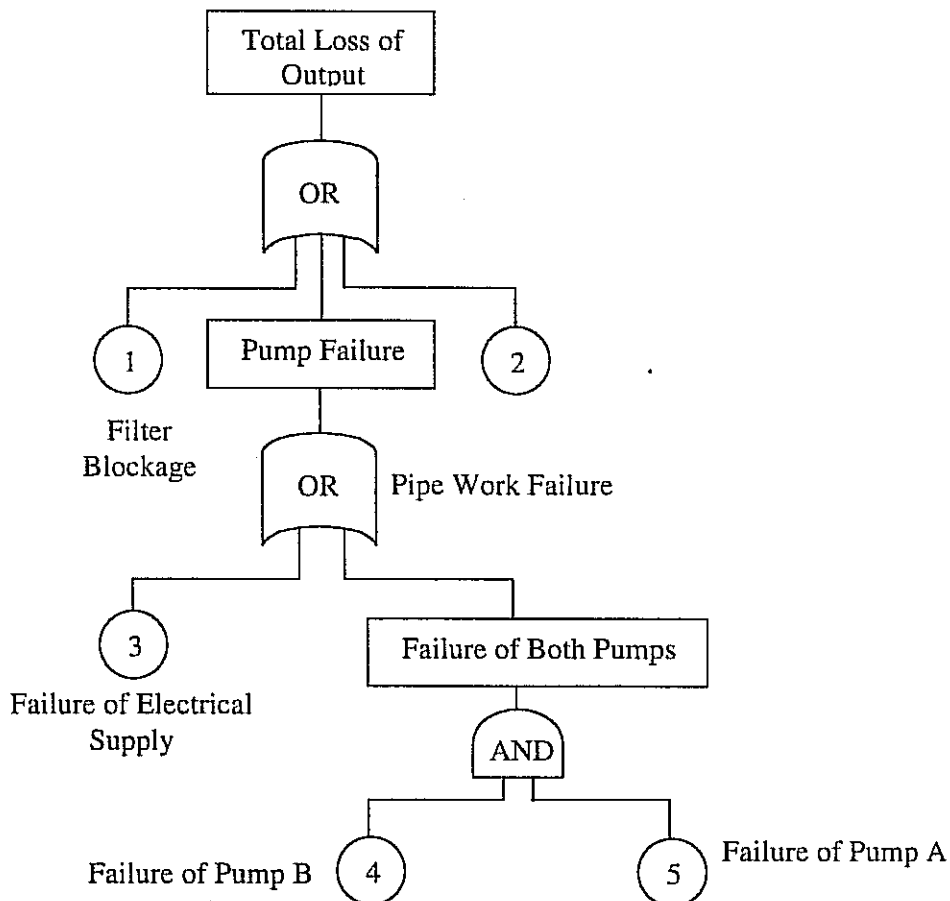 Total Loss of
Output
OR
1
Pump Failure
2
Filter
Blockage
OR
Pipe Work Failure
3
Failure of Both Pumps
Failure of Electrical
Supply
AND
Failure of Pump B
4
5
Failure of Pump A